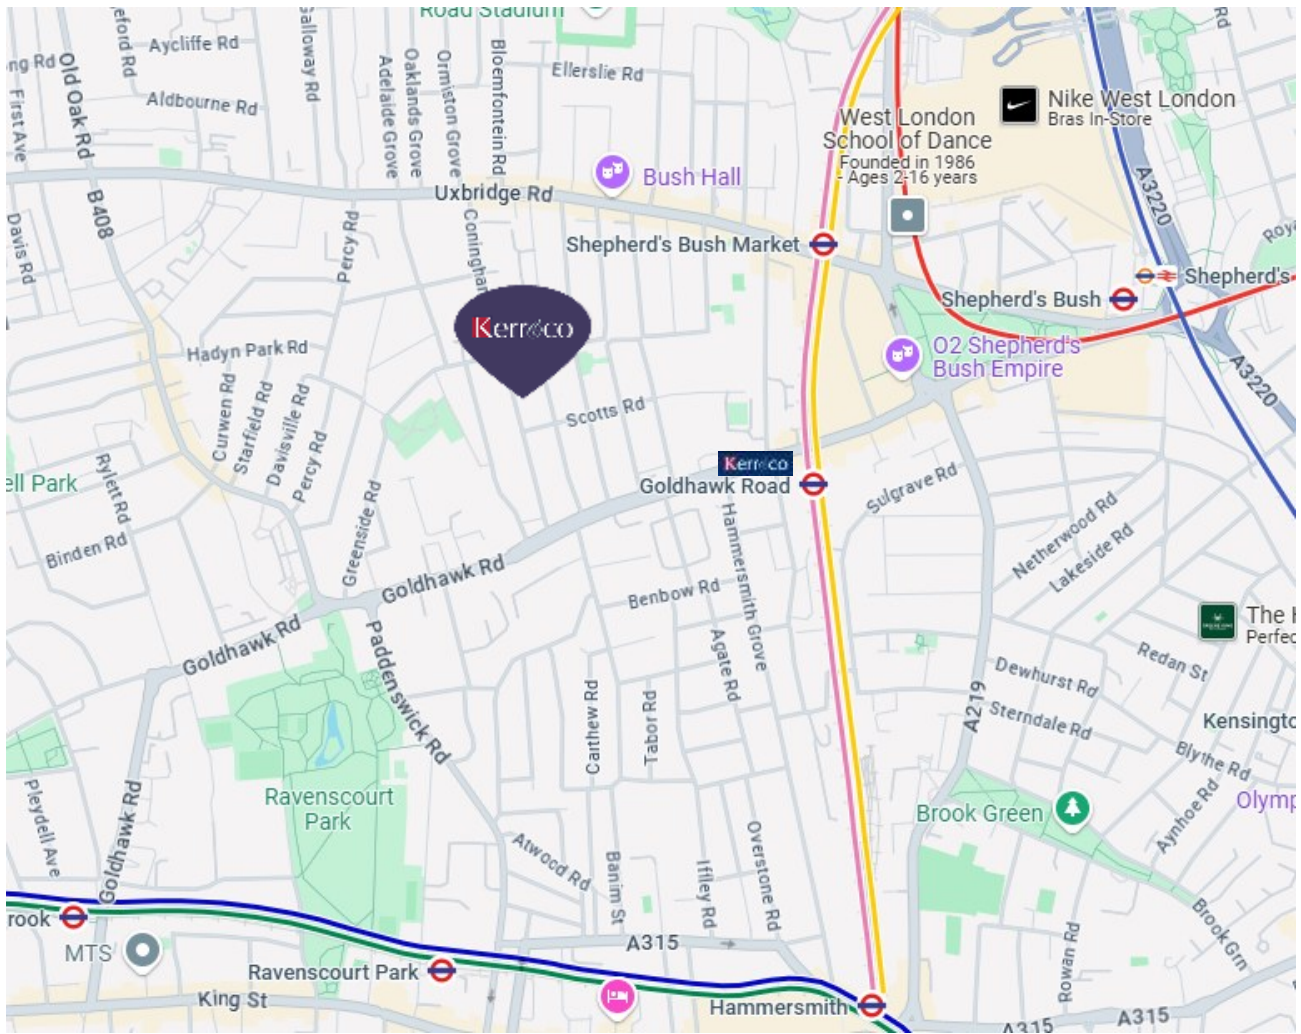 Road Stadium
eford Rd
Aycliffe Rd
Galloway Rd
ng Rd
Old Oak Rd
First Ave
Aldbourne Rd
Adelaide Grove
Oaklands Grove
Ormiston Grove
Bloemfontein Rd
Ellerslie Rd
Rd
Nike West London
Bras In-Store
West London
School of Dance
Founded in 1986
- Ages 2-16 years
A3220
B408
Uxbridge Rd
Bush Hall
Davis Rd
Percy Rd
Coningham
Shepherd's Bush Market
Shepherd's
Shepherd's Bush
Kerr&co
Hadyn Park Rd
O2 Shepherd's
Bush Empire
A3220
Curwen Rd
Starfield Rd
Davisville Rd
Percy Rd
Scotts Rd
Kerr&co
Goldhawk Road
Sulgrave Rd
ell Park
Rylett Rd
Binden Rd
Greenside Rd
Goldhawk Rd
Hammersmith Grove
Netherwood Rd
Lakeside Rd
Benbow Rd
Goldhawk Rd
Paddenswick Rd
Agate Rd
The H
Perfec
Redan St
Dewhurst Rd
Sterndale Rd
A219
Kensingto
Blythe Rd
Carthew Rd
Tabor Rd
Ravenscourt
Park
Olymp
Aynhoe Rd
Brook Green
Pleydell Ave
Goldhawk Rd
Atwood Rd
Banim St
Iffley Rd
Overstone Rd
Brook Grn
Rowan Rd
rook
MTS
A315
Ravenscourt Park
King St
Hammersmith
A315
A315